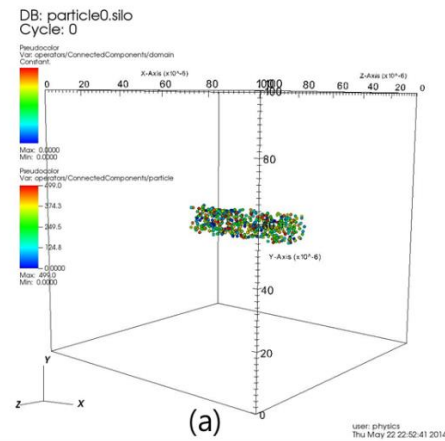 DB: particle0.silo
Cycle: 0
Pseudocolor
Var: operators/ConnectedComponents/domain
Constant.
Max: 0.0000
Min: 0.0000
Pseudocolor
Var: operators/ConnectedComponents/particle
499.0
374.3
249.5
124.8
0.0000
Max: 499.0
Min: 0.0000
X-Axis (x10^-6)
Z-Axis (x10^-6)
0 20 40 60 80 100
100 80 60 40 20 0
100
80
Y-Axis (x10^-6)
40
20
0
Y
Z X
(a)
user: physics
Thu May 22 22:52:41 2014